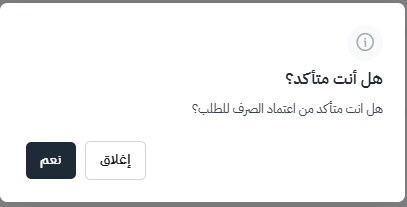 هل أنت متأكد؟
هل انت متأكد من اعتماد الصرف للطلب؟
إغلاق
نعم